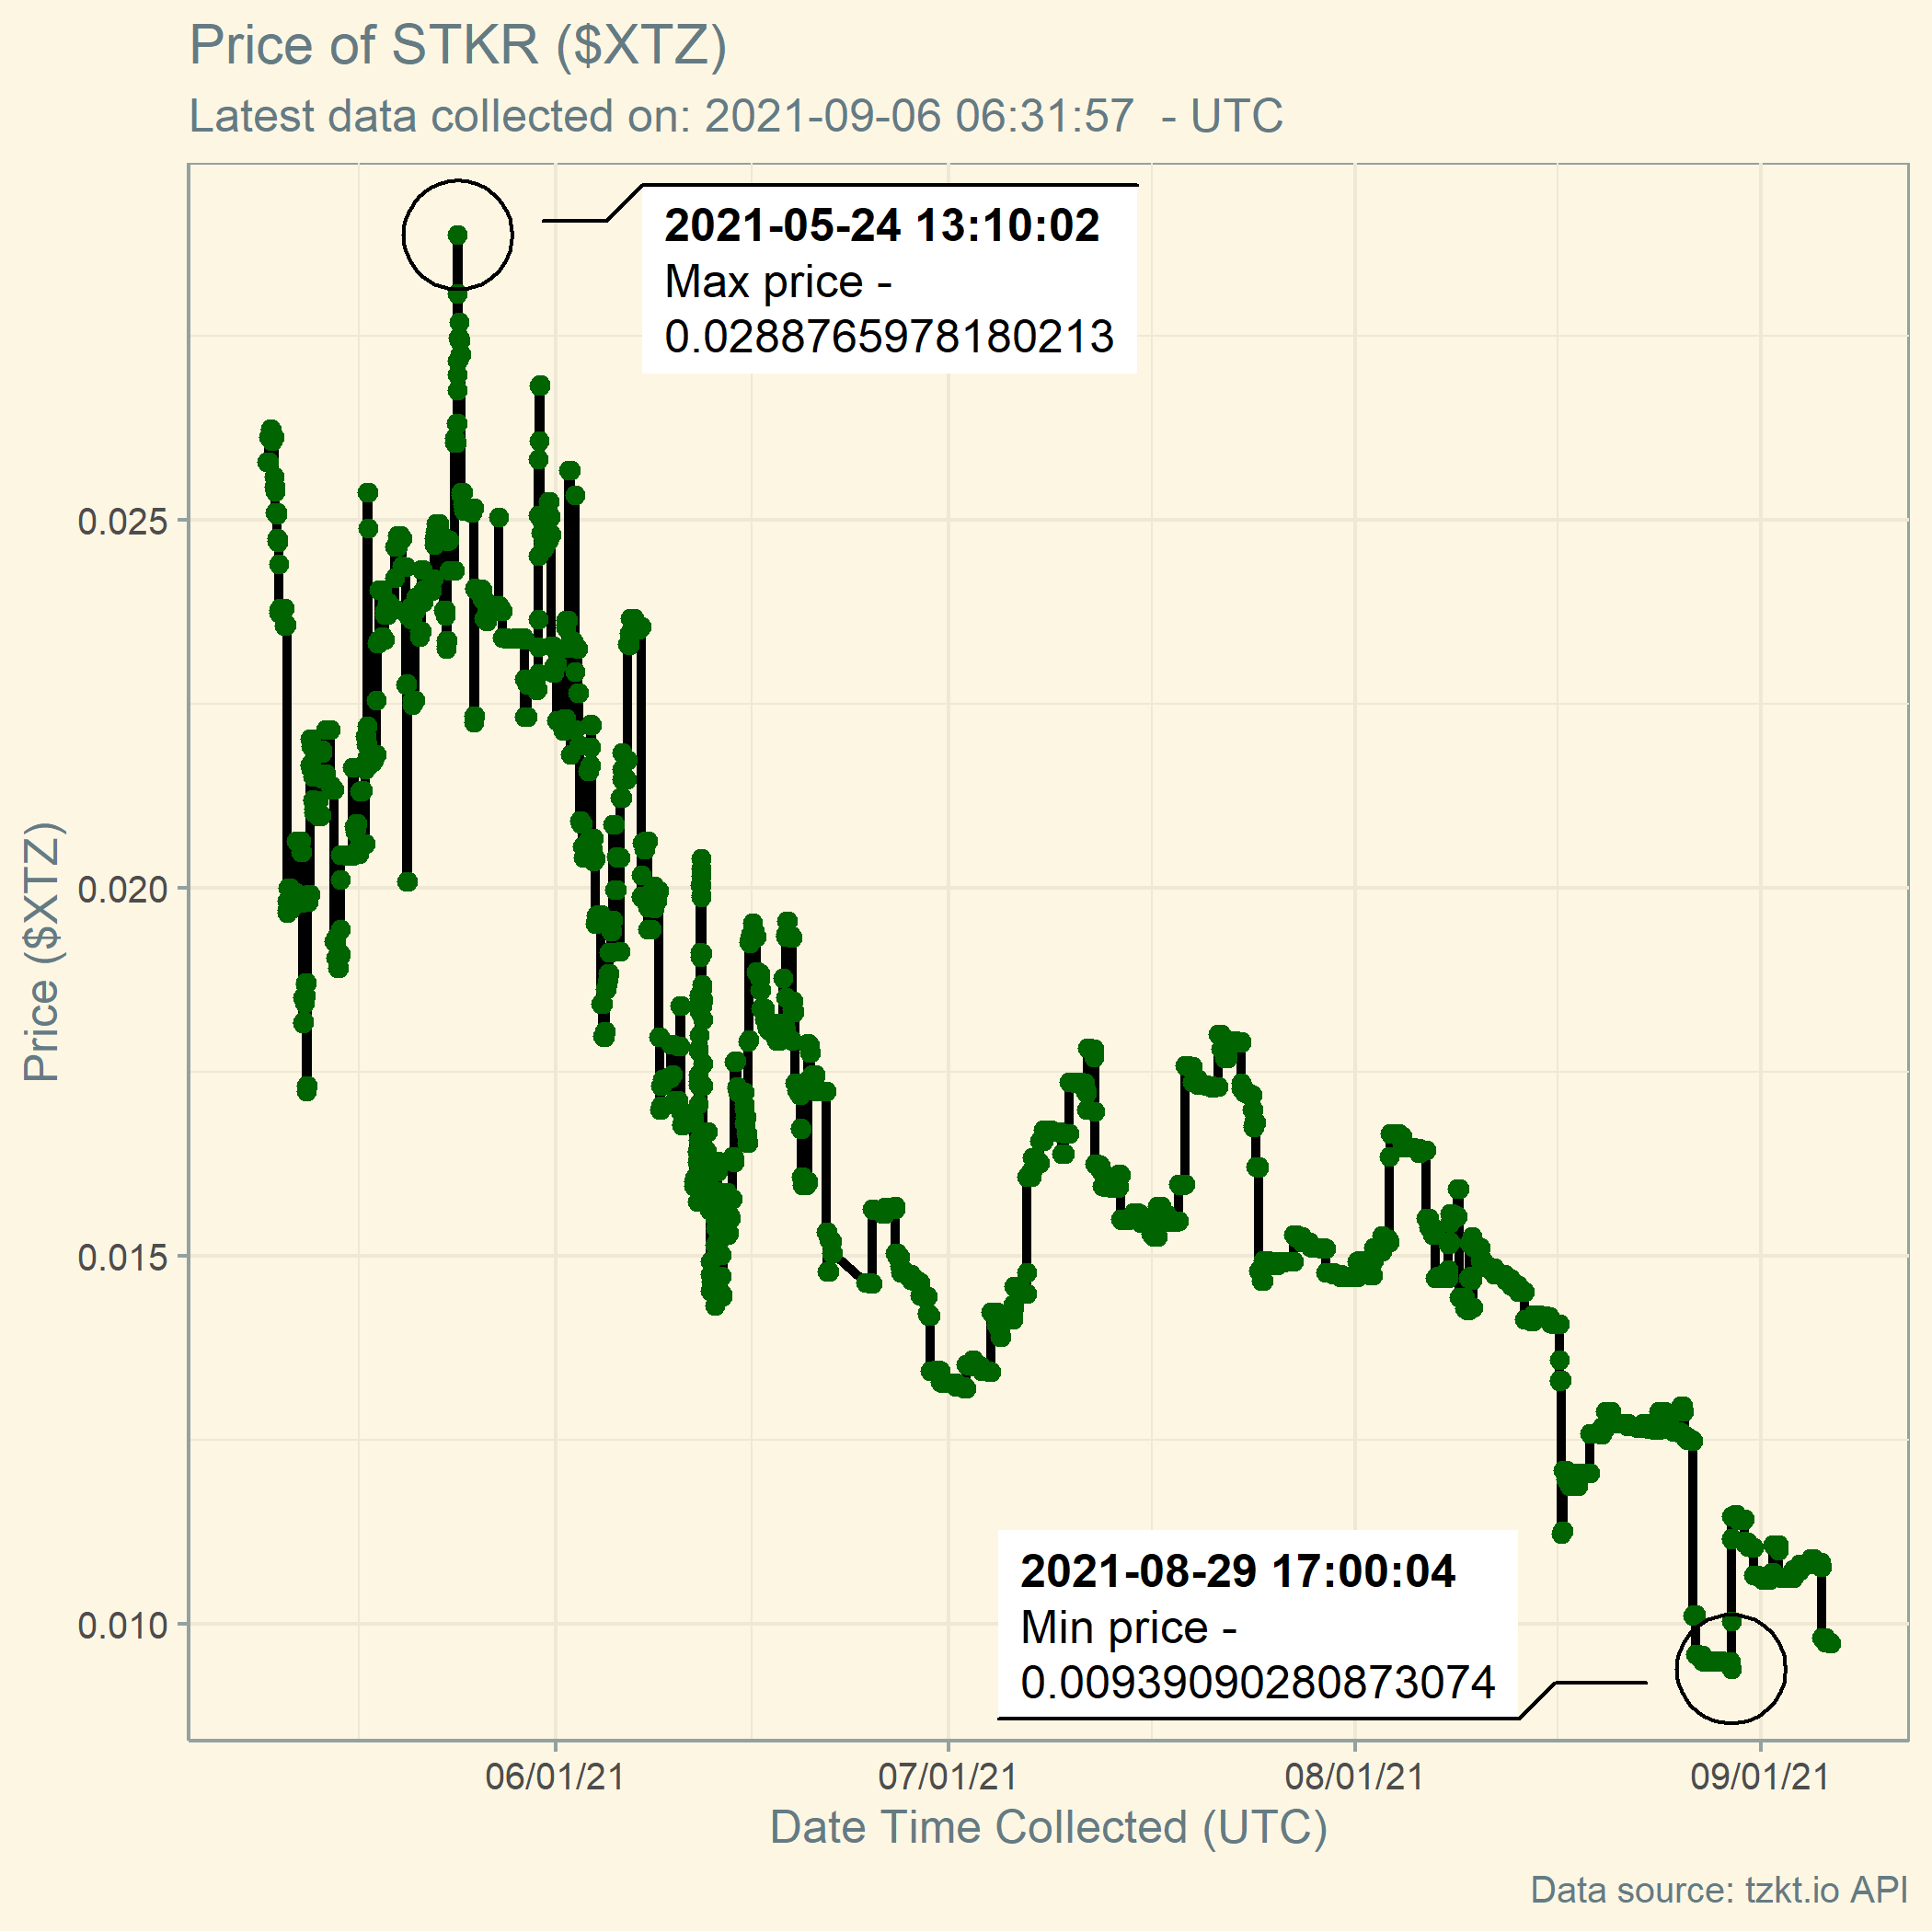 Price of STKR ($XTZ)
Latest data collected on: 2021-09-06 06:31:57  - UTC
2021-05-24 13:10:02
Max price -
0.0288765978180213
0.025
0.020
0.015
0.010
Price ($XTZ)
2021-08-29 17:00:04
Min price -
0.00939090280873074
06/01/21
07/01/21
08/01/21
09/01/21
Date Time Collected (UTC)
Data source: tzkt.io API